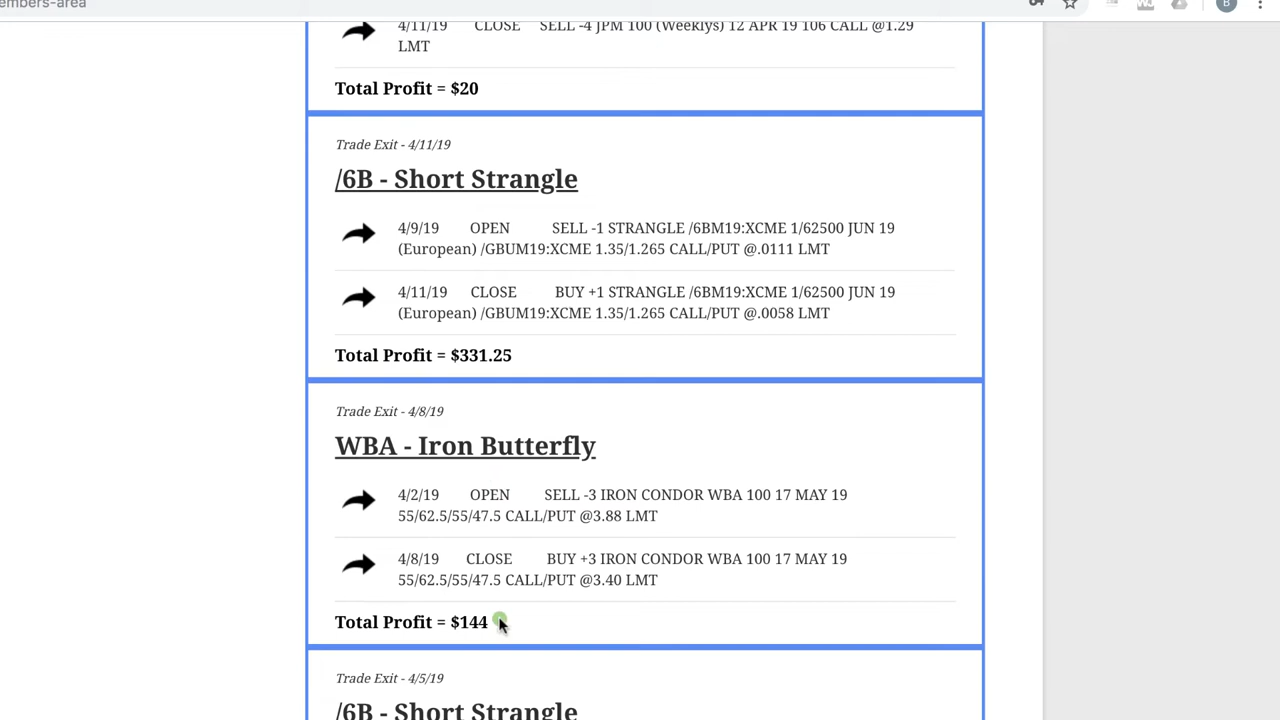 embers-area
B
4/11/19 CLOSE SELL -4 JPM 100 (Weeklys) 12 APR 19 106 CALL @1.29
LMT
Total Profit = $20
Trade Exit - 4/11/19
/6B - Short Strangle
4/9/19 OPEN SELL -1 STRANGLE /6BM19:XCME 1/62500 JUN 19
(European) /GBUM19:XCME 1.35/1.265 CALL/PUT @.0111 LMT
4/11/19 CLOSE BUY +1 STRANGLE /6BM19:XCME 1/62500 JUN 19
(European) /GBUM19:XCME 1.35/1.265 CALL/PUT @.0058 LMT
Total Profit = $331.25
Trade Exit - 4/8/19
WBA - Iron Butterfly
4/2/19 OPEN SELL -3 IRON CONDOR WBA 100 17 MAY 19
55/62.5/55/47.5 CALL/PUT @3.88 LMT
4/8/19 CLOSE BUY +3 IRON CONDOR WBA 100 17 MAY 19
55/62.5/55/47.5 CALL/PUT @3.40 LMT
Total Profit = $144
Trade Exit - 4/5/19
/6B - Short Strangle